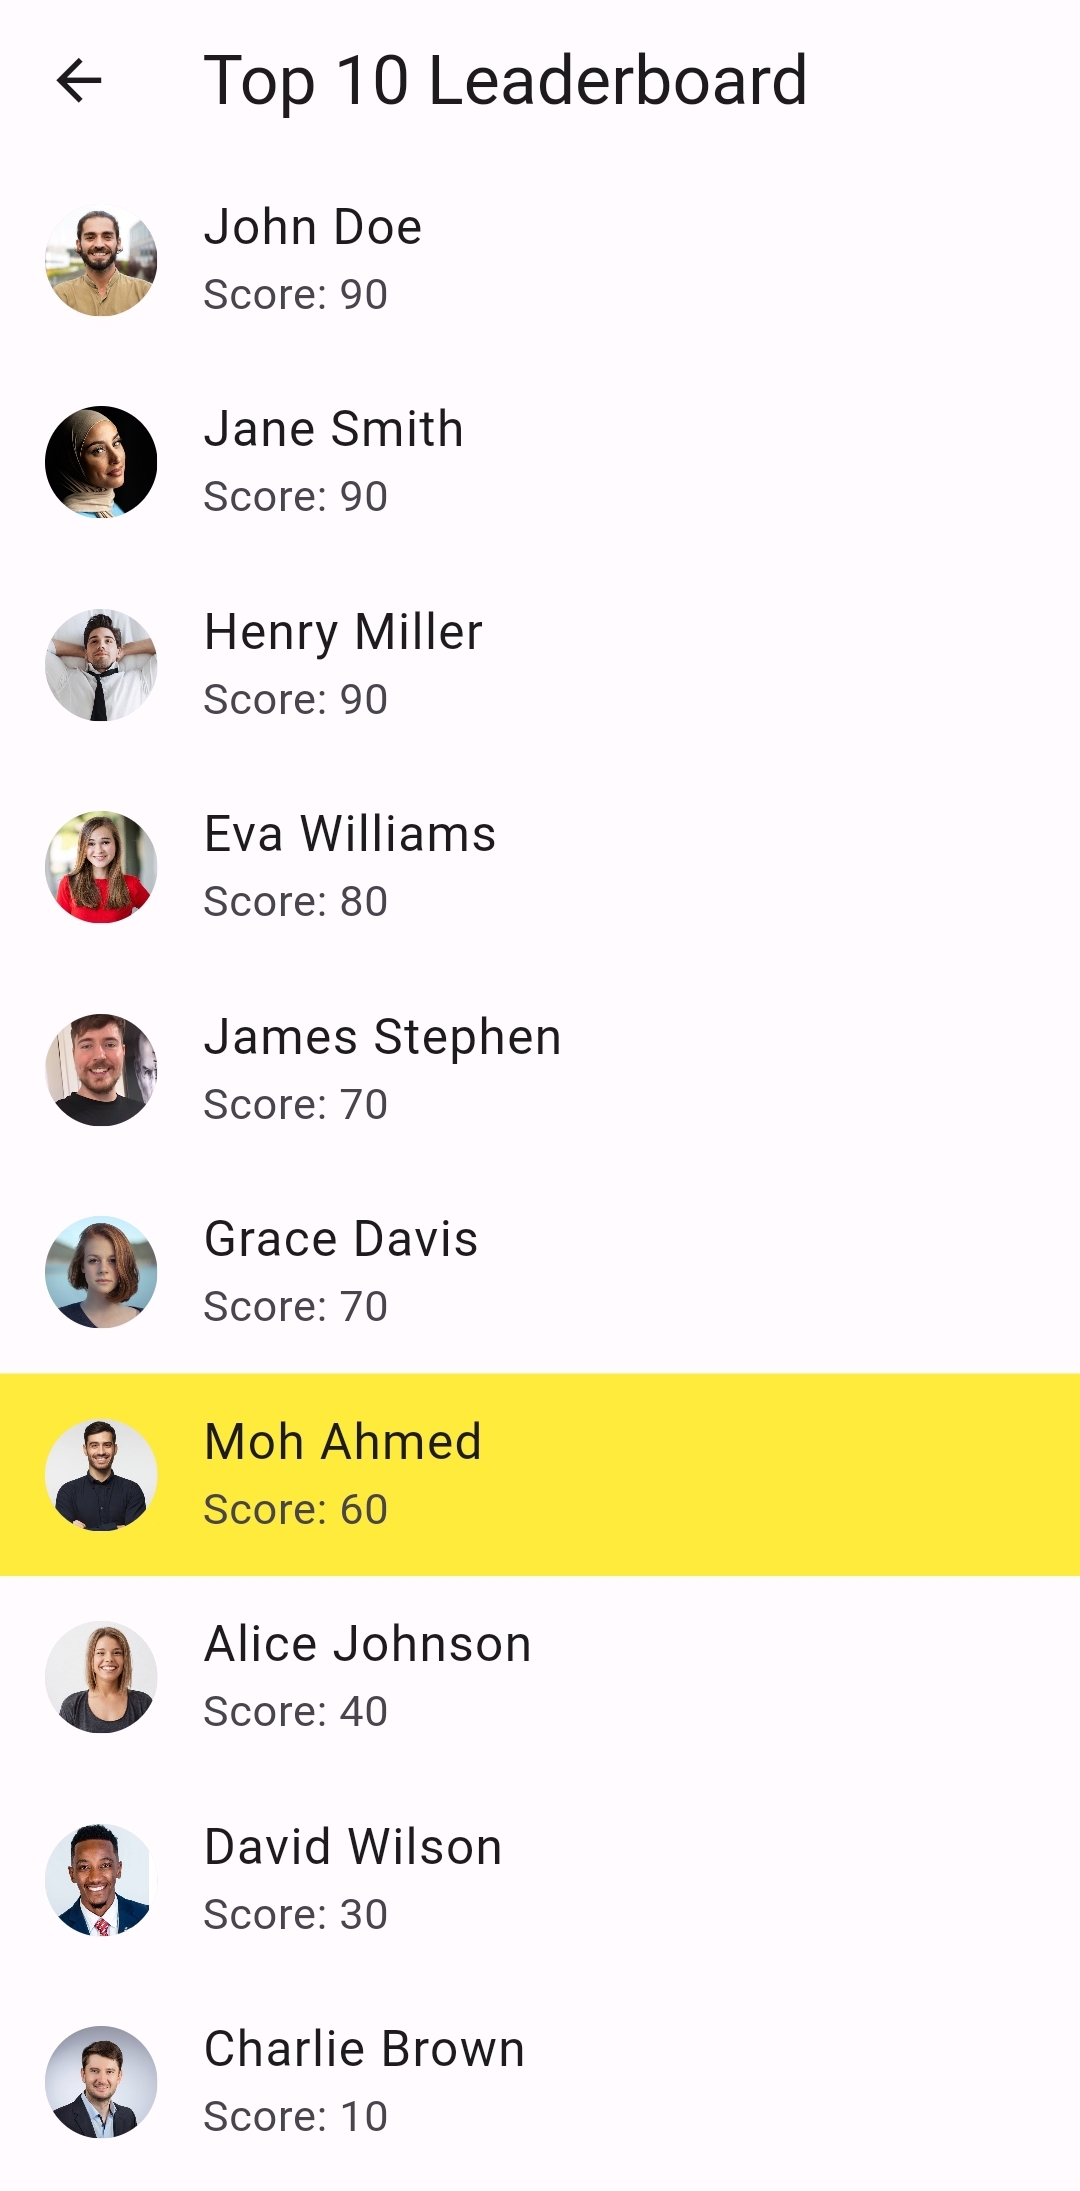 Top 10 Leaderboard
John Doe
Score: 90
Jane Smith
Score: 90
Henry Miller
Score: 90
Eva Williams
Score: 80
James Stephen
Score: 70
Grace Davis
Score: 70
Moh Ahmed
Score: 60
Alice Johnson
Score: 40
David Wilson
Score: 30
Charlie Brown
Score: 10